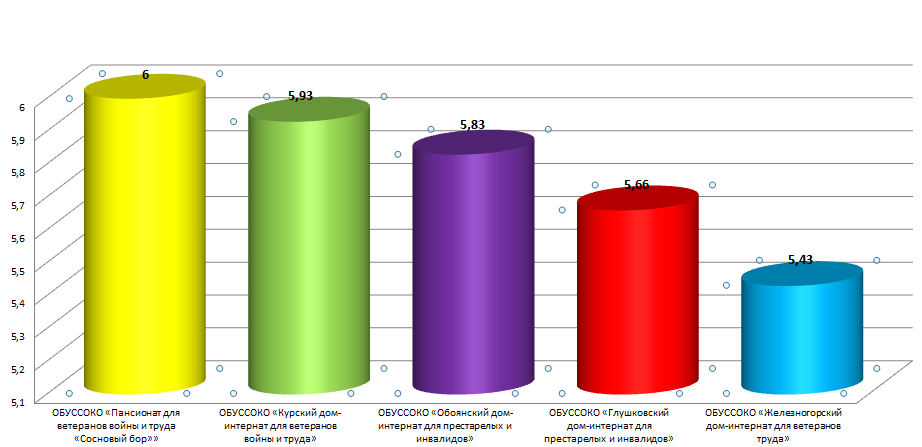 6
5,93
5,83
5,66
5,43
6
5,9
5,8
5,7
5,6
5,5
5,4
5,3
5,2
5,1
ОБУССОКО «Пансионат для
ветеранов войны и труда
«Сосновый бор»»
ОБУССОКО «Курский дом-
интернат для ветеранов
войны и труда»
ОБУССОКО «Обоянский дом-
интернат для престарелых и
инвалидов»
ОБУССОКО «Глушковский
дом-интернат для
престарелых и инвалидов»
ОБУССОКО «Железногорский
дом-интернат для ветеранов
труда»